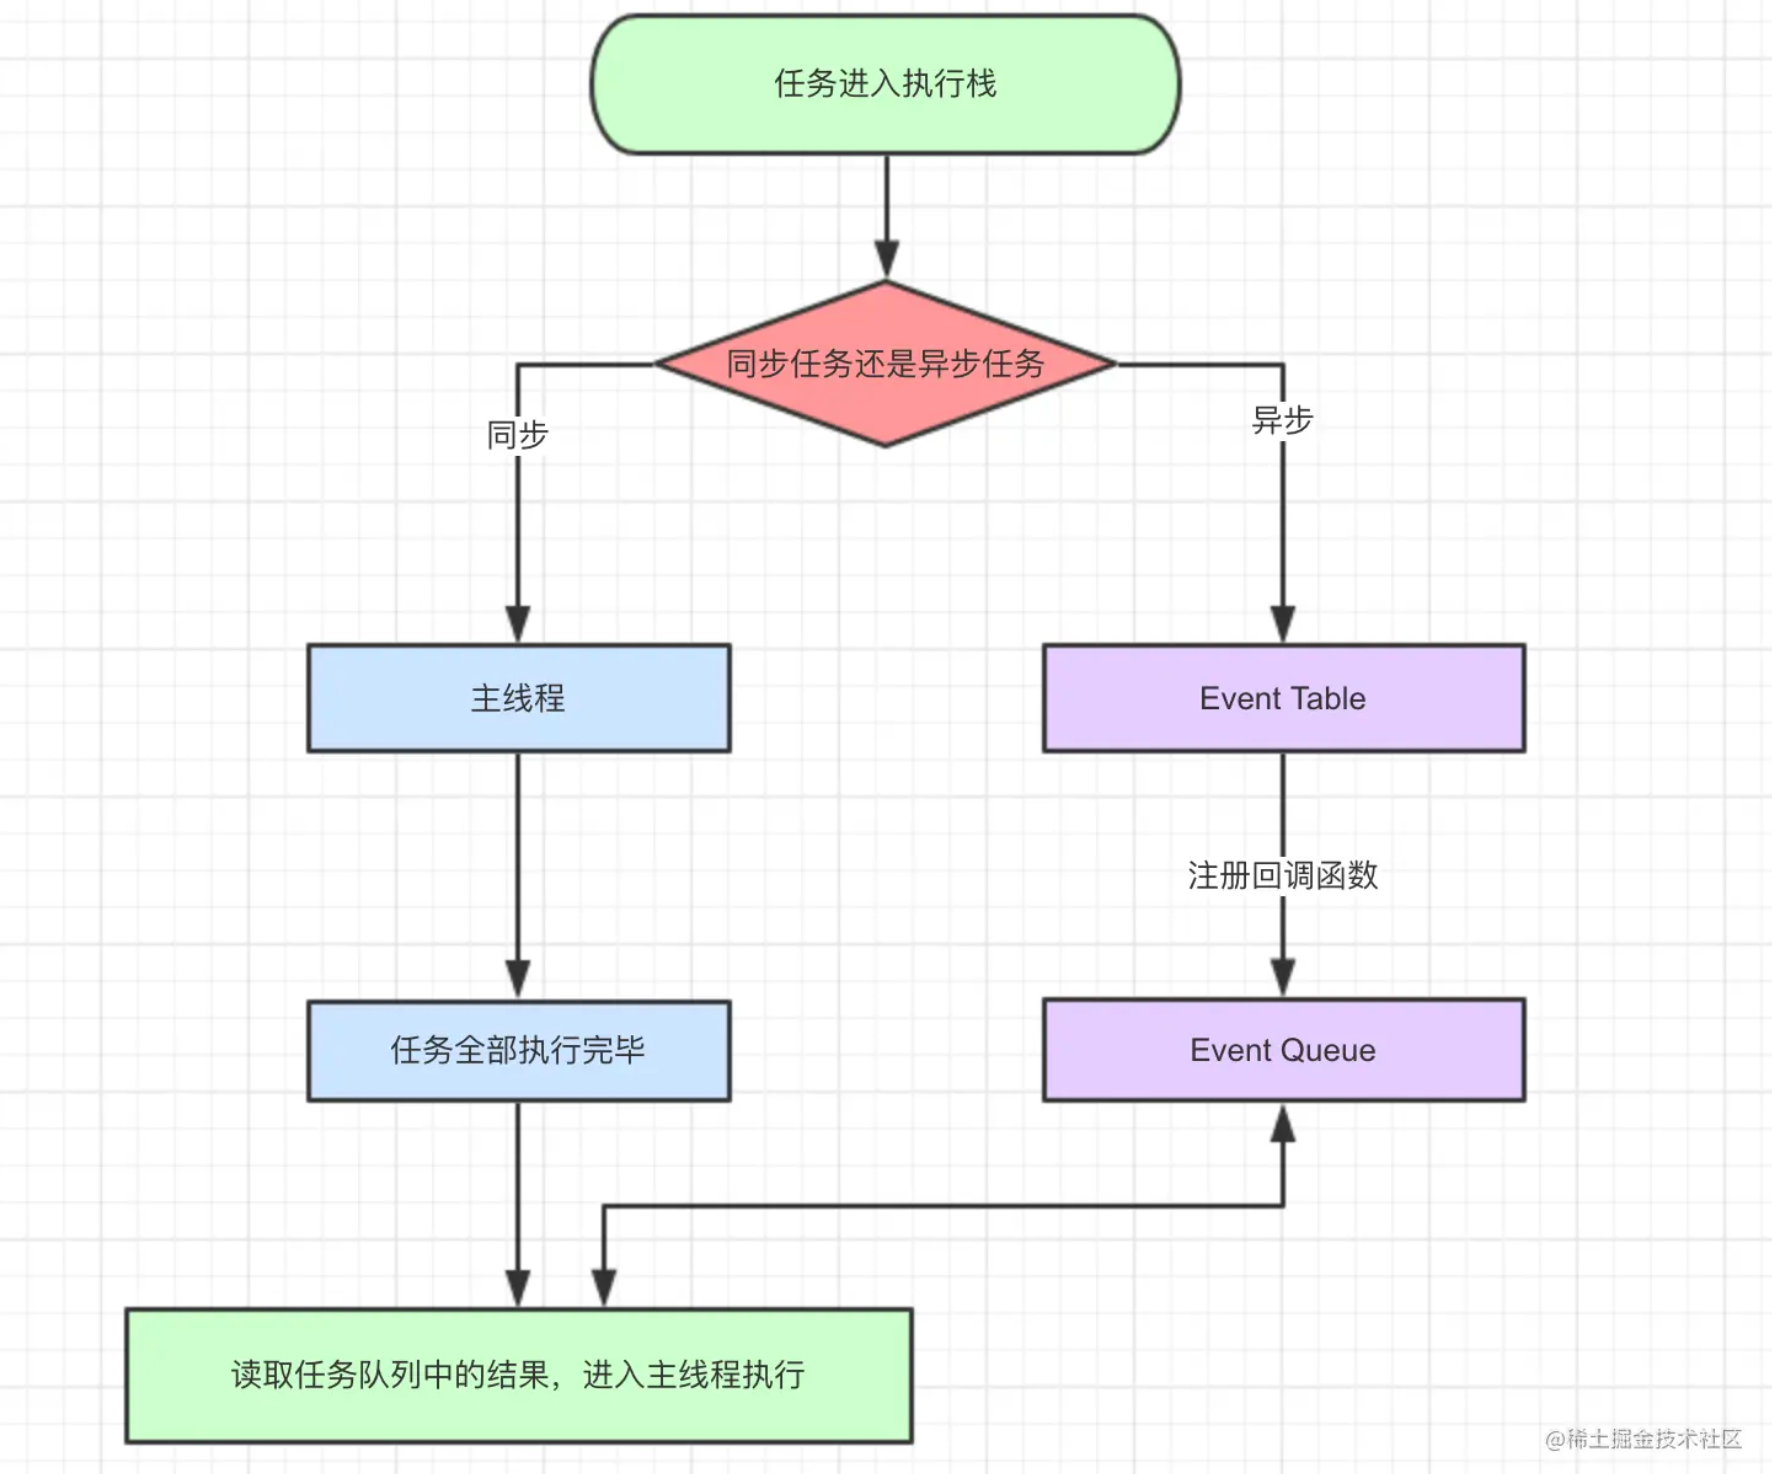 任务进入执行栈
同步任务还是异步任务
同步
异步
主线程
Event Table
注册回调函数
任务全部执行完毕
Event Queue
读取任务队列中的结果，进入主线程执行
@稀土掘金技术社区